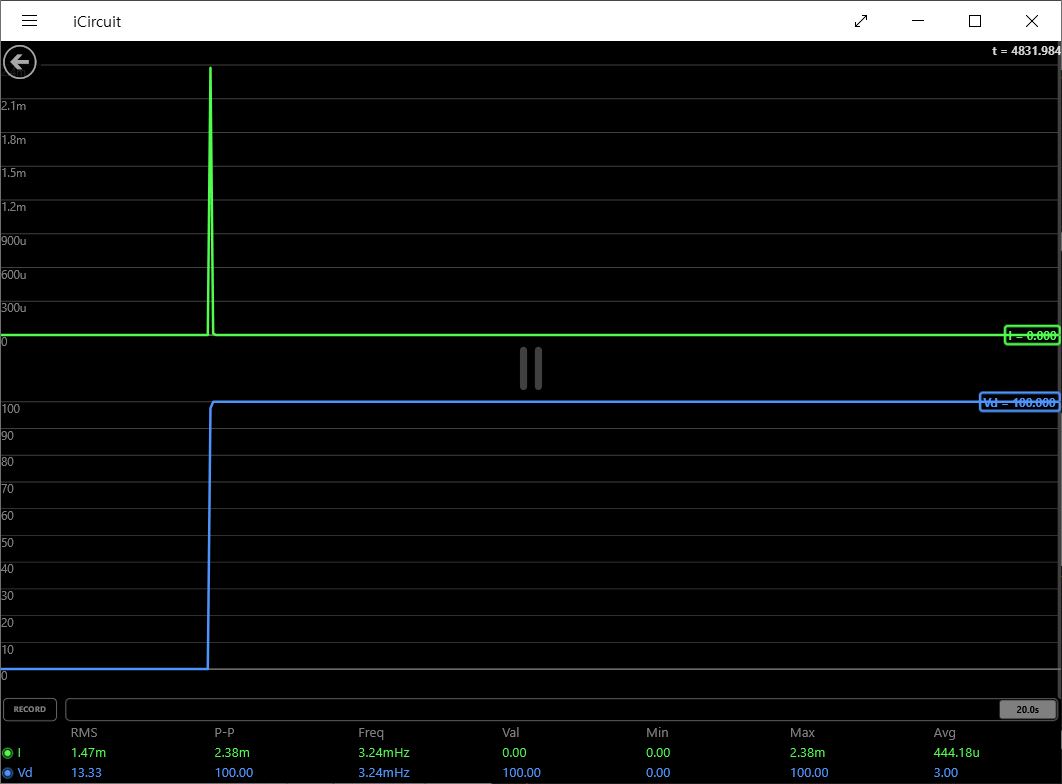 iCircuit
t = 4831.984
2.1m
1.8m
1.5m
1.2m
900u
600u
300u
0
I = 0.000
100
Vd = 100.000
90
80
70
60
50
40
30
20
10
0
RECORD
20.0s
RMS P-P Freq Val Min Max Avg
I 1.47m 2.38m 3.24mHz 0.00 0.00 2.38m 444.18u
Vd 13.33 100.00 3.24mHz 100.00 0.00 100.00 3.00